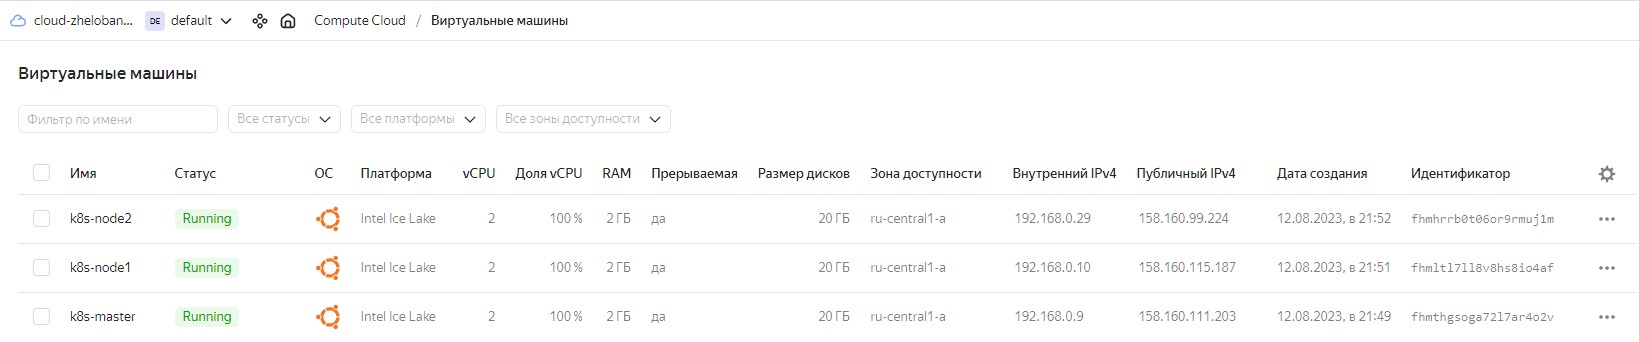 cloud-zheloban... DE default Compute Cloud / Виртуальные машины
Виртуальные машины
Фильтр по имени Все статусы Все платформы Все зоны доступности
Имя Статус ОС Платформа vCPU Доля vCPU RAM Прерываемая Размер дисков Зона доступности Внутренний IPv4 Публичный IPv4 Дата создания Идентификатор
k8s-node2 Running Intel Ice Lake 2 100 % 2 ГБ да 20 ГБ ru-central1-a 192.168.0.29 158.160.99.224 12.08.2023, в 21:52 fhmhrrb0t06or9rmuj1m
k8s-node1 Running Intel Ice Lake 2 100 % 2 ГБ да 20 ГБ ru-central1-a 192.168.0.10 158.160.115.187 12.08.2023, в 21:51 fhmltl7ll8v8hs8io4af
k8s-master Running Intel Ice Lake 2 100 % 2 ГБ да 20 ГБ ru-central1-a 192.168.0.9 158.160.111.203 12.08.2023, в 21:49 fhmthgsoga72l7ar4o2v